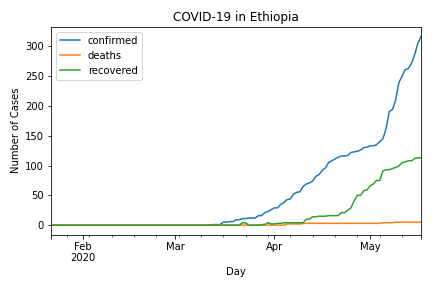 COVID-19 in Ethiopia
confirmed
deaths
recovered
Number of Cases
300
250
200
150
100
50
0
Feb
2020
Mar
Apr
May
Day